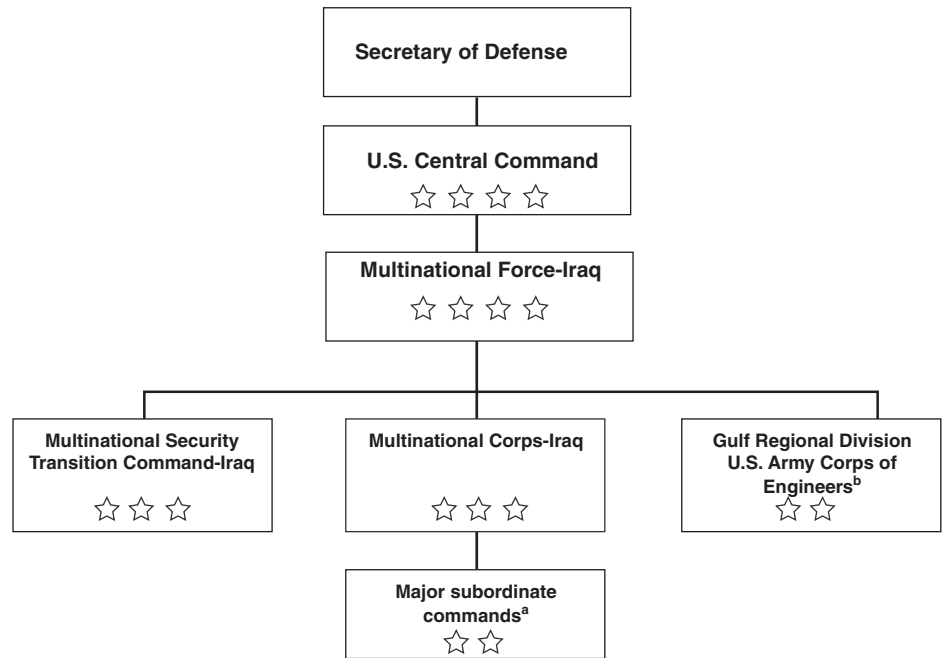 Secretary of Defense
U.S. Central Command
Multinational Force-Iraq
Multinational Security
Transition Command-Iraq
Multinational Corps-Iraq
Gulf Regional Division
U.S. Army Corps of
Engineersb
Major subordinate
commandsa